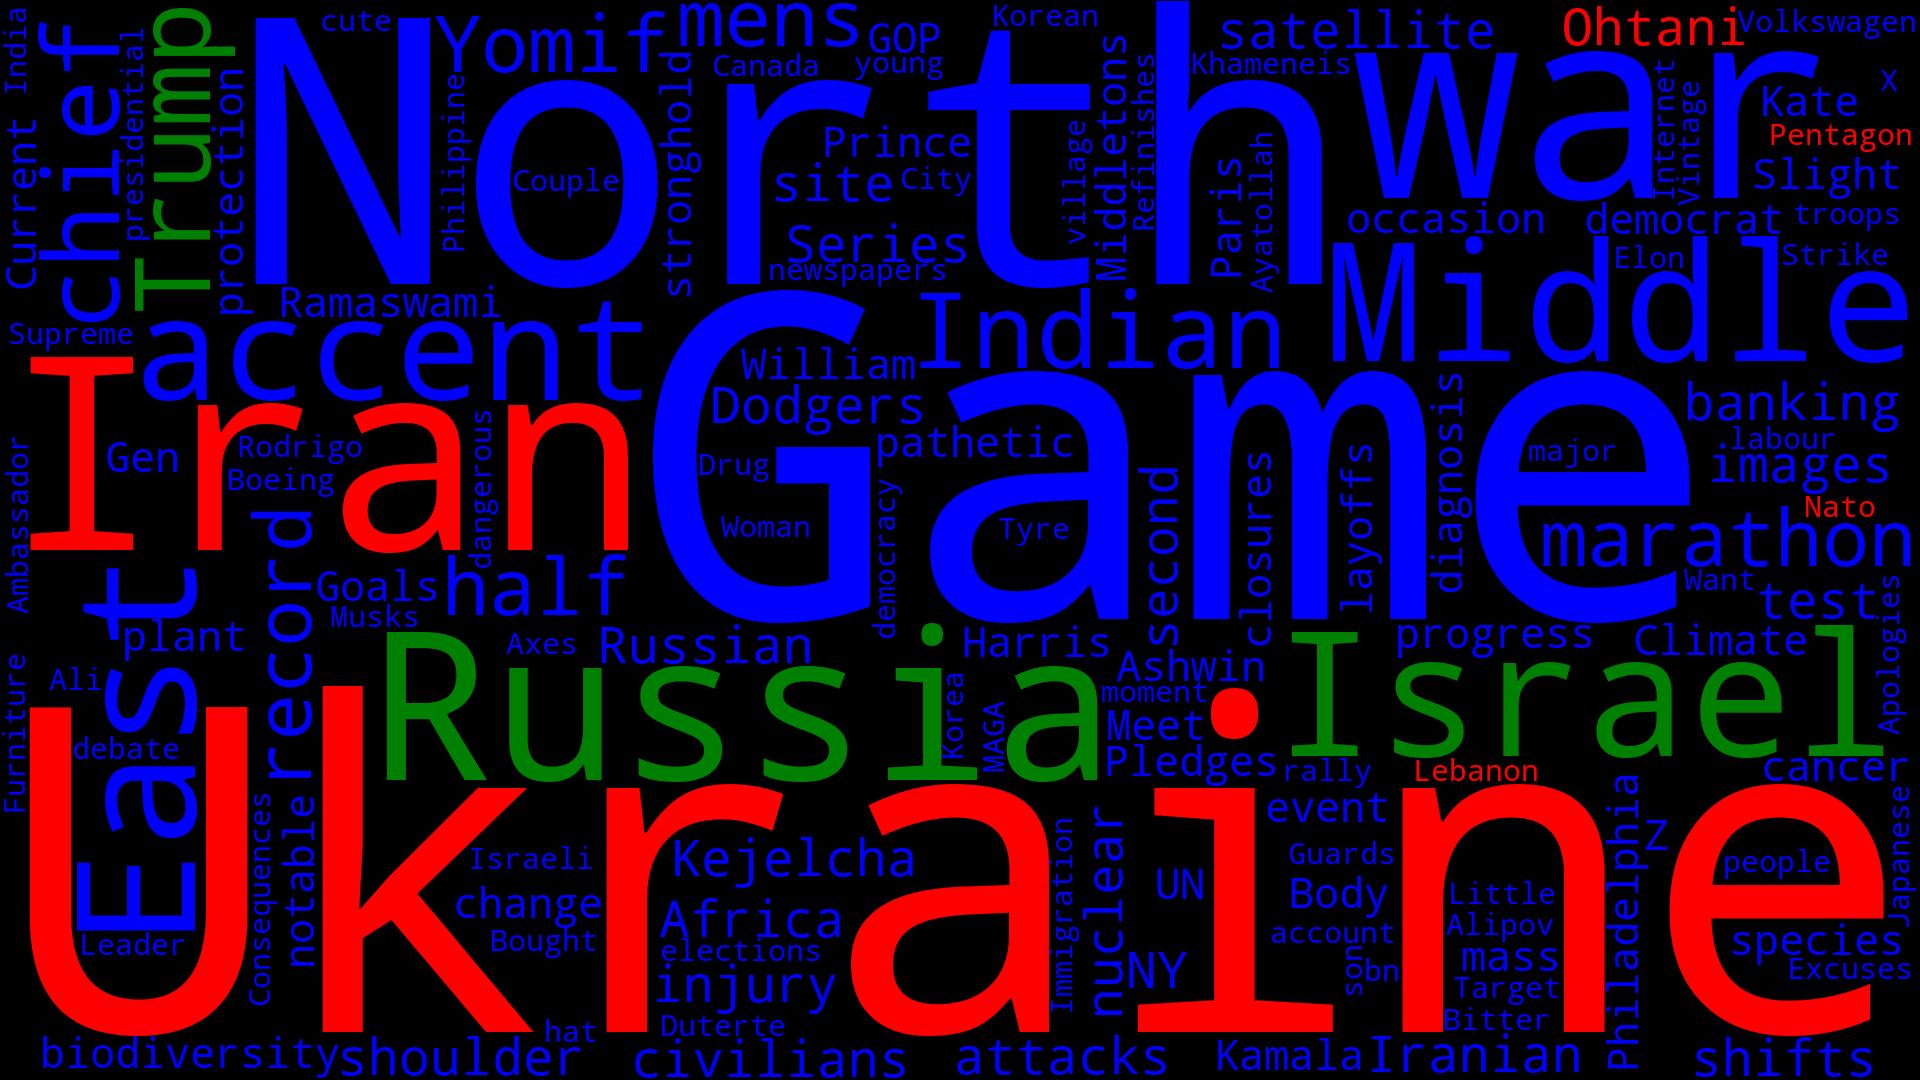 India
Current
chief
presidential
Trump
protection
cute
North
Yomif
mens
GOP
Korean
satellite
Ohtani
Volkswagen
Canada
young
Khameneis
war
X
Kate
Pentagon
Philippine
Couple
stronghold
Prince
site
City
Series
newspapers
village
Middletons
Refinishes
Paris
Ayatollah
Internet
Vintage
Slight
occasion
democrat
troops
Elon
Strike
Supreme
Ramaswami
accent
Indian
Middle
Iran
William
Game
Dodgers
pathetic
banking
labour
images
Gen
Rodrigo
Boeing
dangerous
Drug
Woman
democracy
Tyre
second
closures
layoffs
diagnosis
major
Nato
marathon
Ambassador
East
record
half
Goals
Musks
Want
test
Apologies
plant
Axes
Russian
Harris
progress
Climate
Ali
Furniture
Russia
Korea
MAGA
Ashwin
moment
Meet
Pledges
Israel
debate
rally
Lebanon
cancer
Ukraine
Consequences
notable
Israeli
Kejelcha
change
Africa
Bought
elections
injury
Immigration
nuclear
UN
NY
event
Guards
Body
account
son
bn
Little
Alipov
mass
Target
Bitter
Philadelphia
Z
people
Japanese
species
Excuses
Leader
hat
Duterte
biodiversity
shoulder
civilians
attacks
Kamala
Iranian
shifts